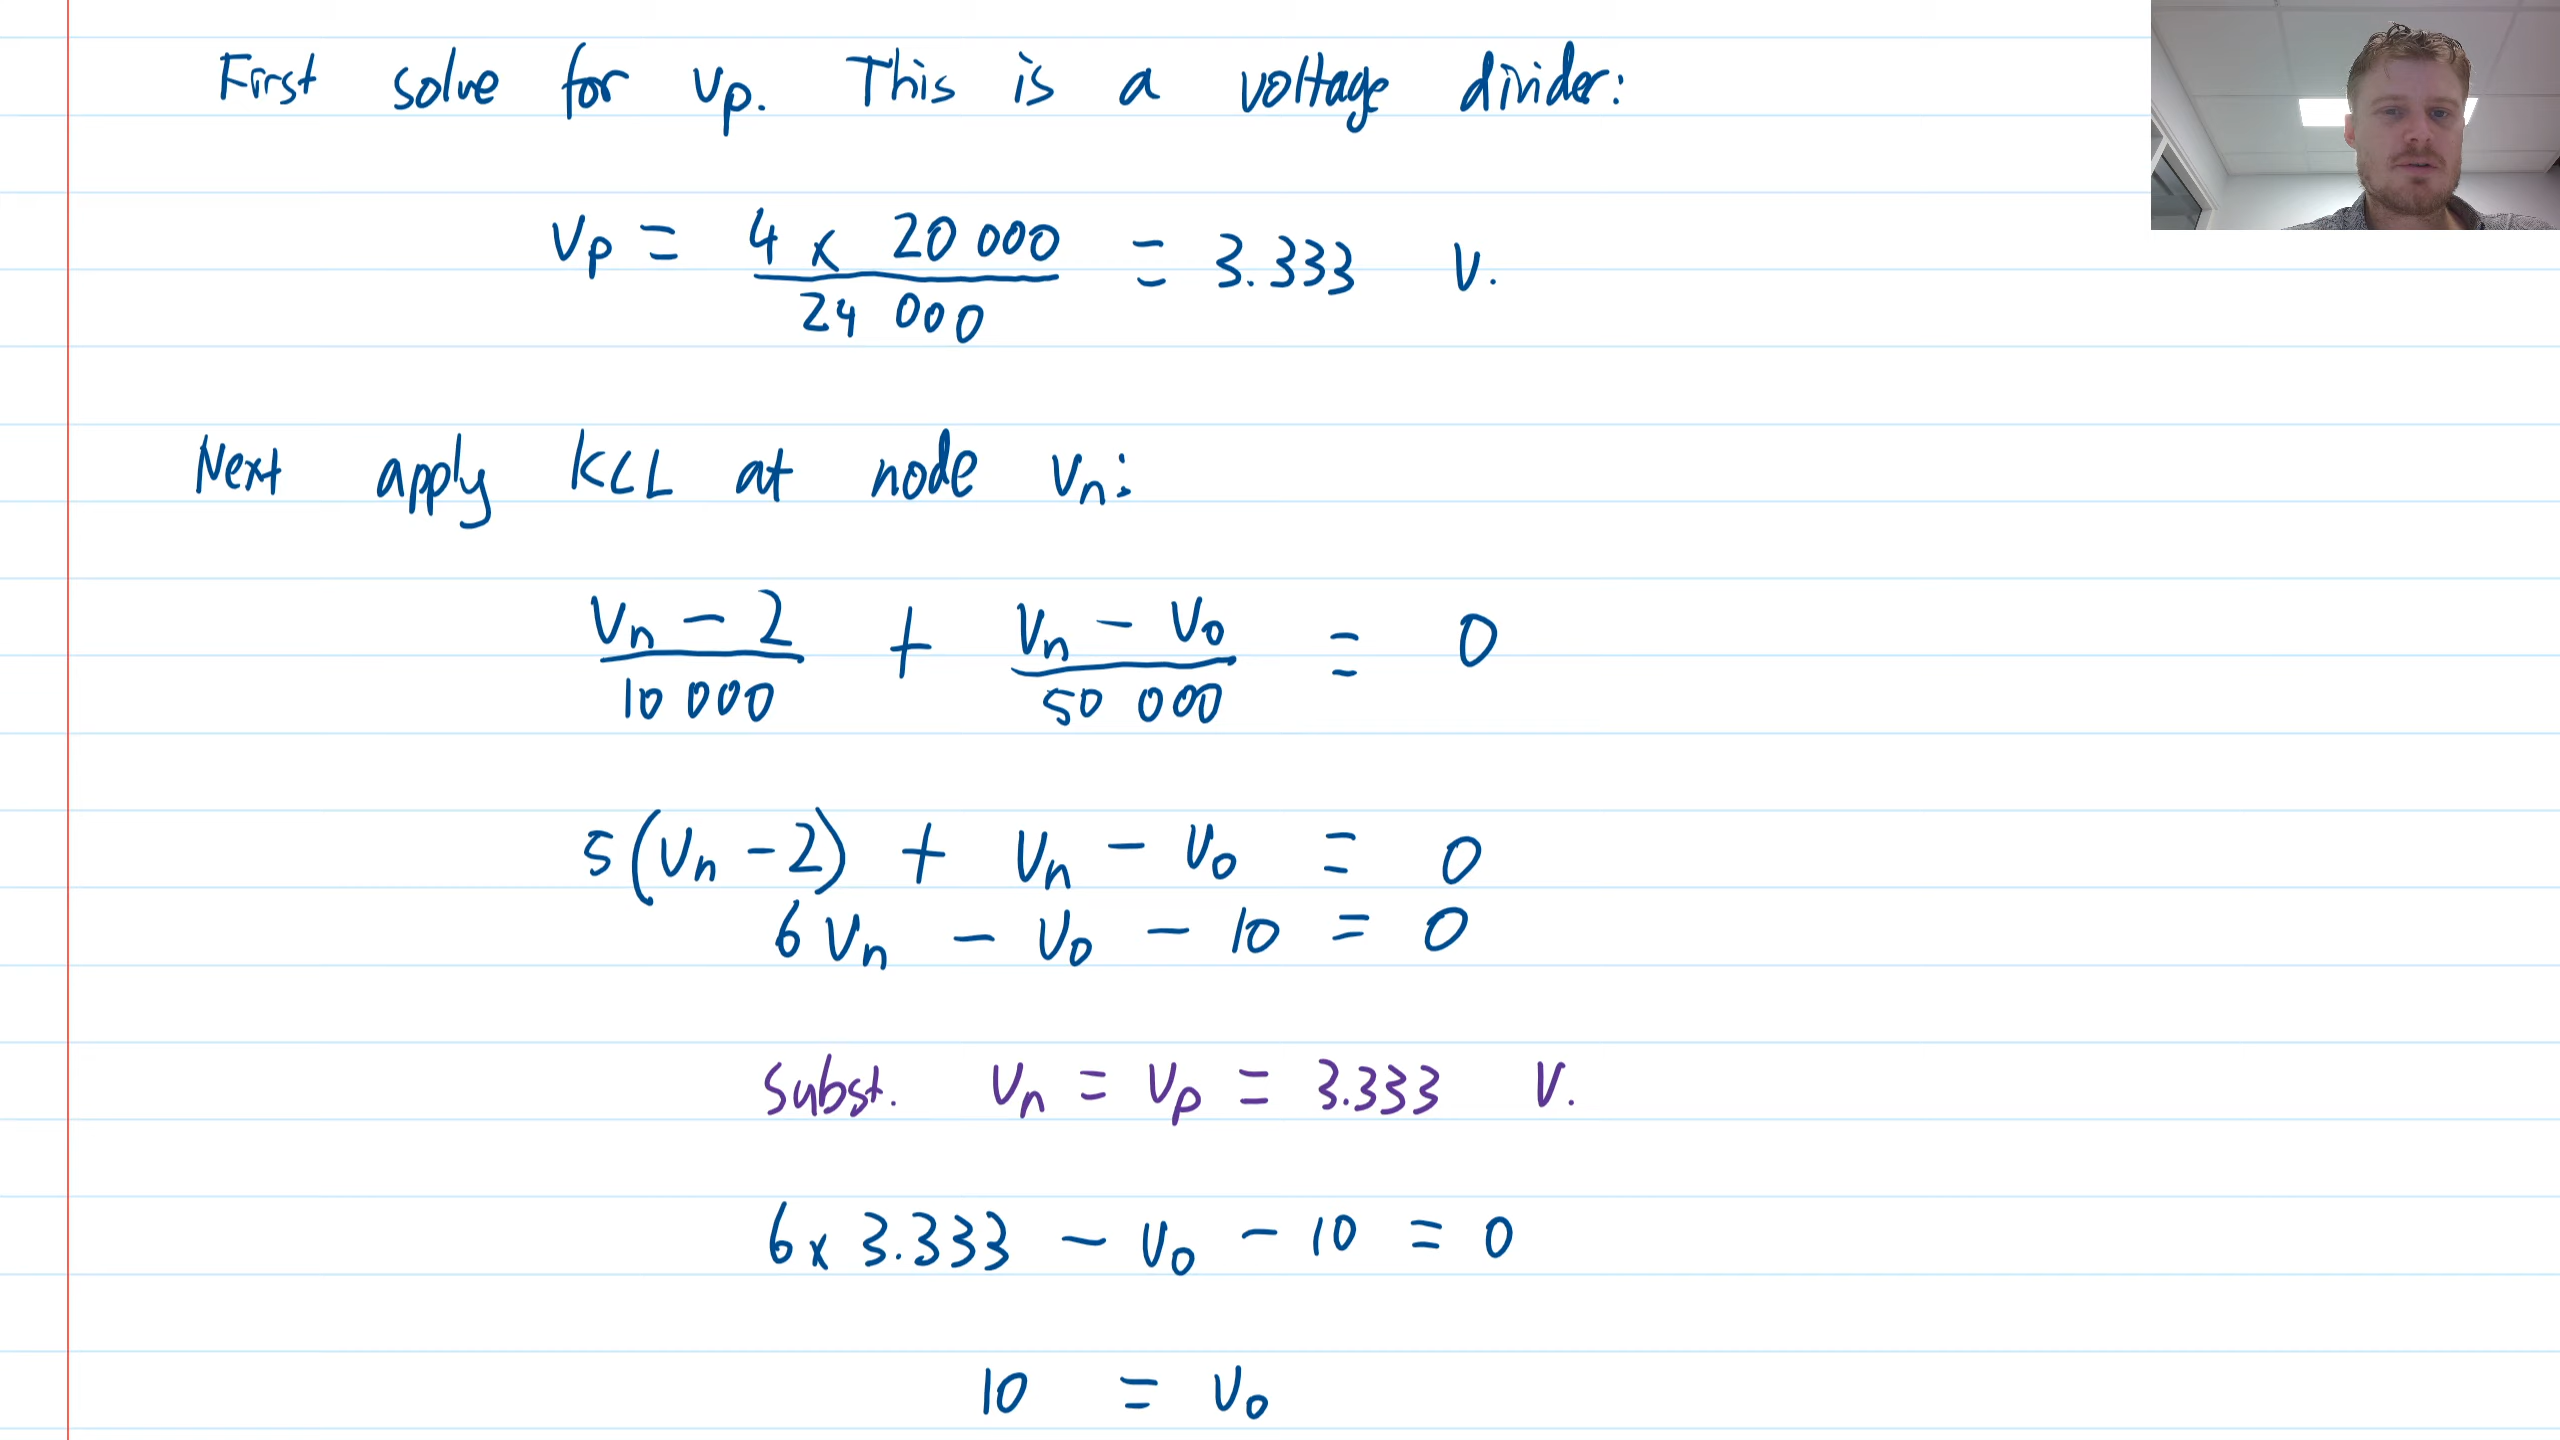 First solve for vp. This is a voltage divider:
vp = 4 x 20 000 / 24 000 = 3.333 V.
Next apply KCL at node vn:
vn - 2 / 10 000 + vn - vo / 50 000 = 0
5(vn - 2) + vn - vo = 0
6 vn - vo - 10 = 0
Subst. vn = vp = 3.333 V.
6 x 3.333 - vo - 10 = 0
10 = vo